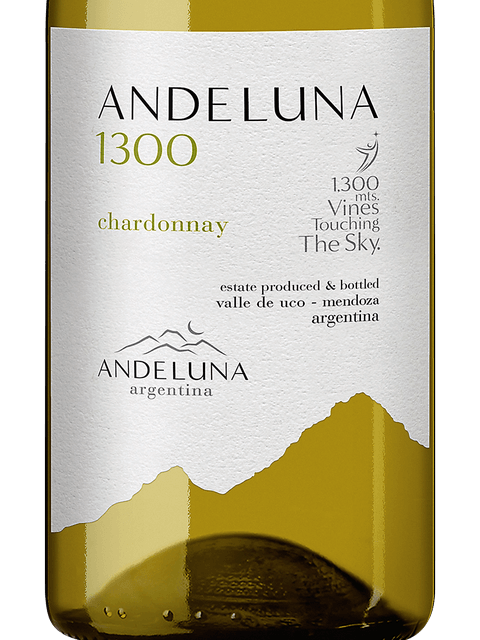 ANDELUNA
1300
chardonnay
1.300
mts.
Vines
Touching
The Sky.
estate produced & bottled
valle de uco - mendoza
argentina
ANDELUNA
argentina